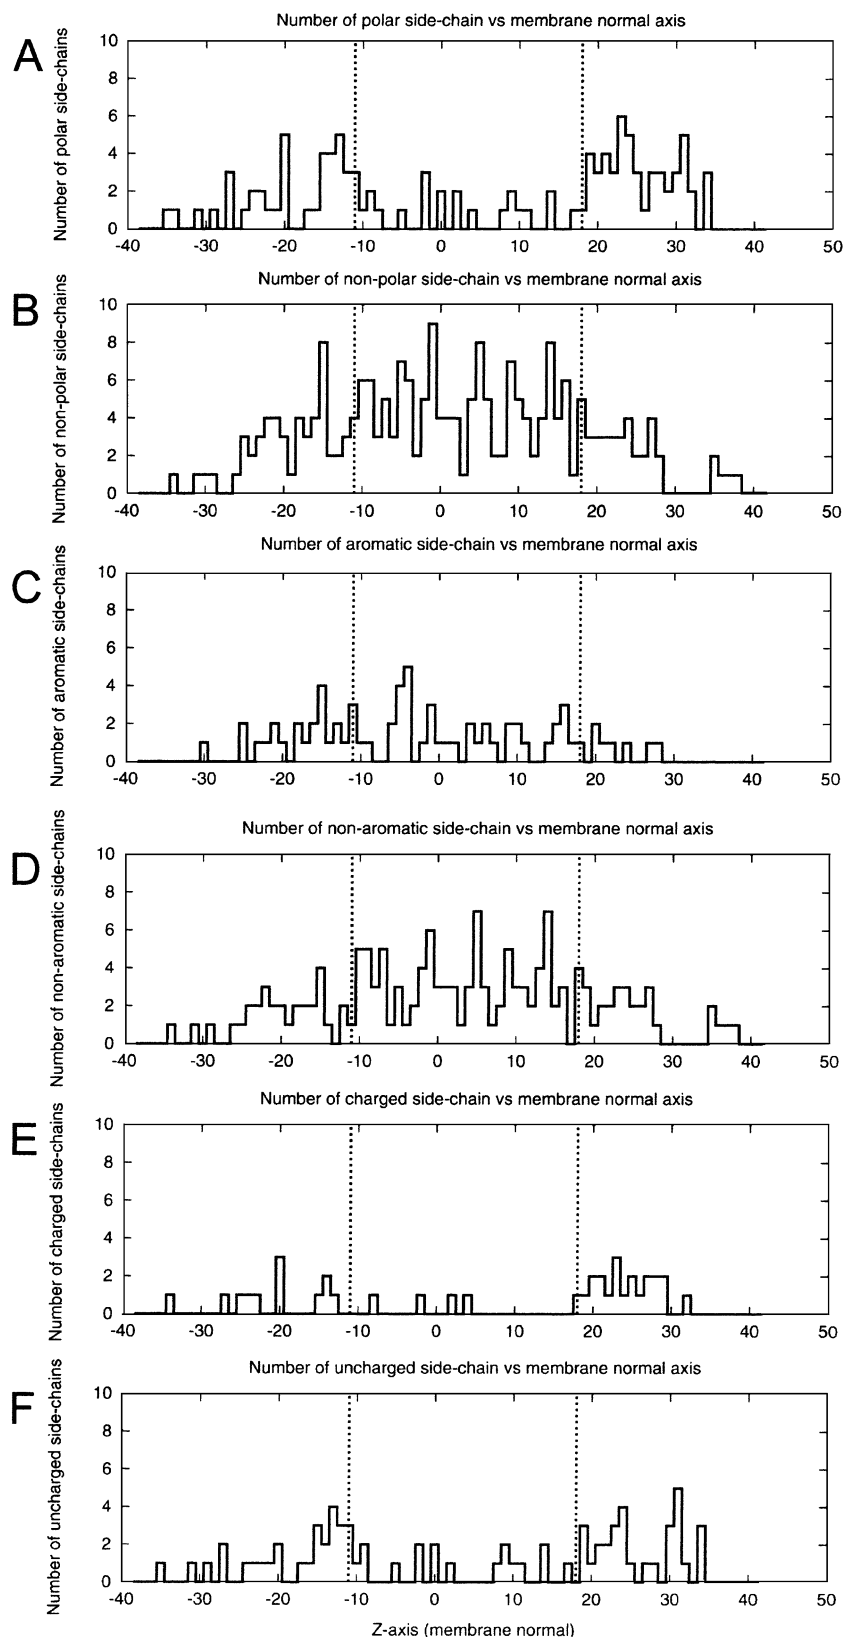 Number of polar side-chain vs membrane normal axis
A
Number of polar side-chains
10
8
6
4
2
0
-40 -30 -20 -10 0 10 20 30 40 50
Number of non-polar side-chain vs membrane normal axis
B
Number of non-polar side-chains
10
8
6
4
2
0
-40 -30 -20 -10 0 10 20 30 40 50
Number of aromatic side-chain vs membrane normal axis
C
Number of aromatic side-chains
10
8
6
4
2
0
-40 -30 -20 -10 0 10 20 30 40 50
Number of non-aromatic side-chain vs membrane normal axis
D
Number of non-aromatic side-chains
10
8
6
4
2
0
-40 -30 -20 -10 0 10 20 30 40 50
Number of charged side-chain vs membrane normal axis
E
Number of charged side-chains
10
8
6
4
2
0
-40 -30 -20 -10 0 10 20 30 40 50
Number of uncharged side-chain vs membrane normal axis
F
Number of uncharged side-chains
10
8
6
4
2
0
-40 -30 -20 -10 0 10 20 30 40 50
Z-axis (membrane normal)